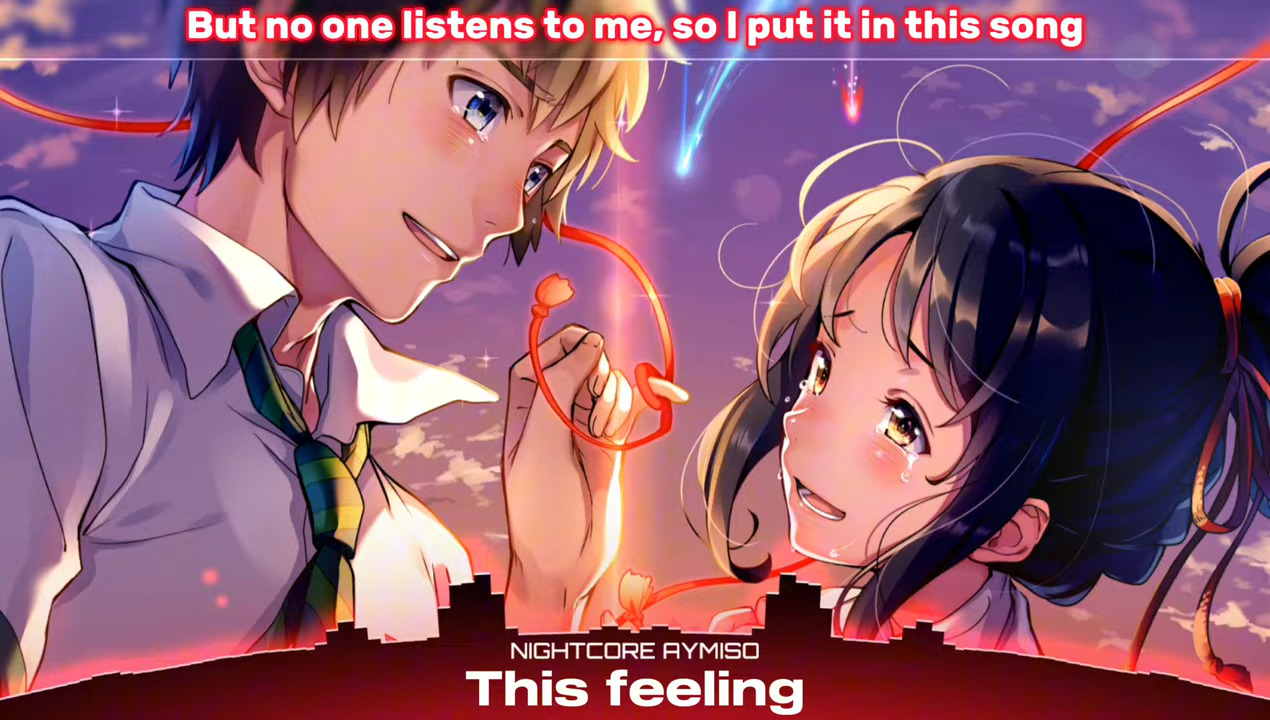 But no one listens to me, so I put it in this song
NIGHTCORE AYMISO
This feeling